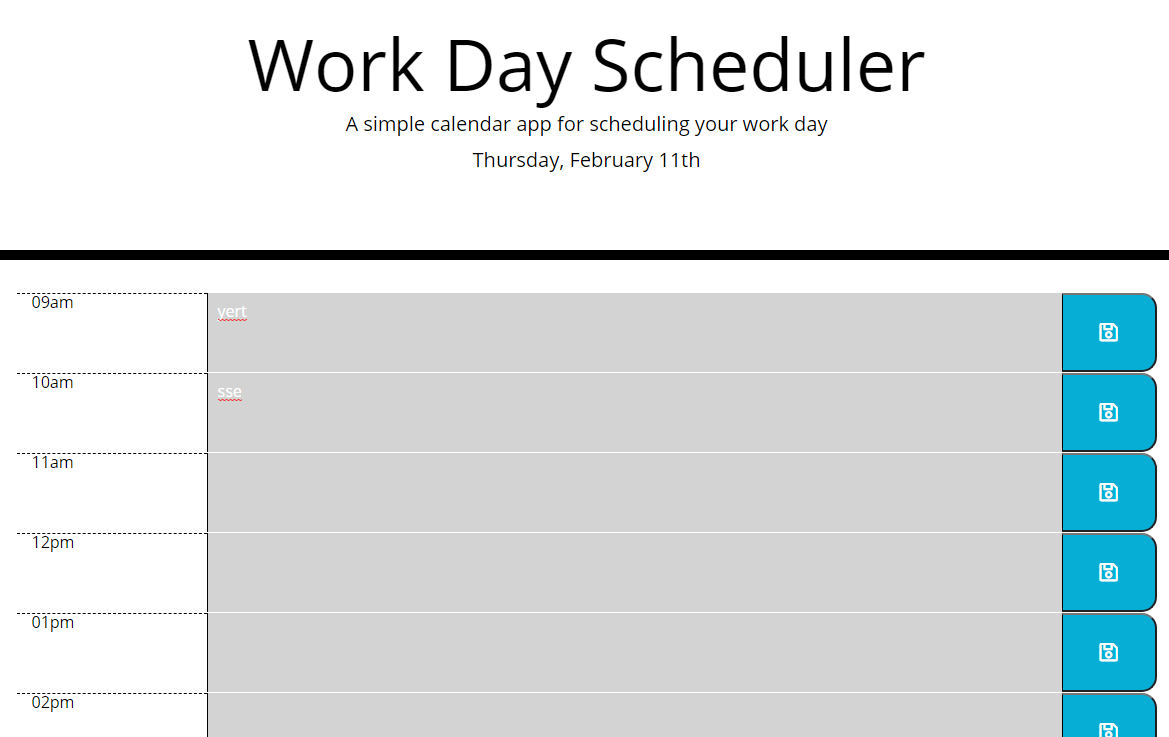 Work Day Scheduler
A simple calendar app for scheduling your work day
Thursday, February 11th
09am
vert
10am
sse
11am
12pm
01pm
02pm